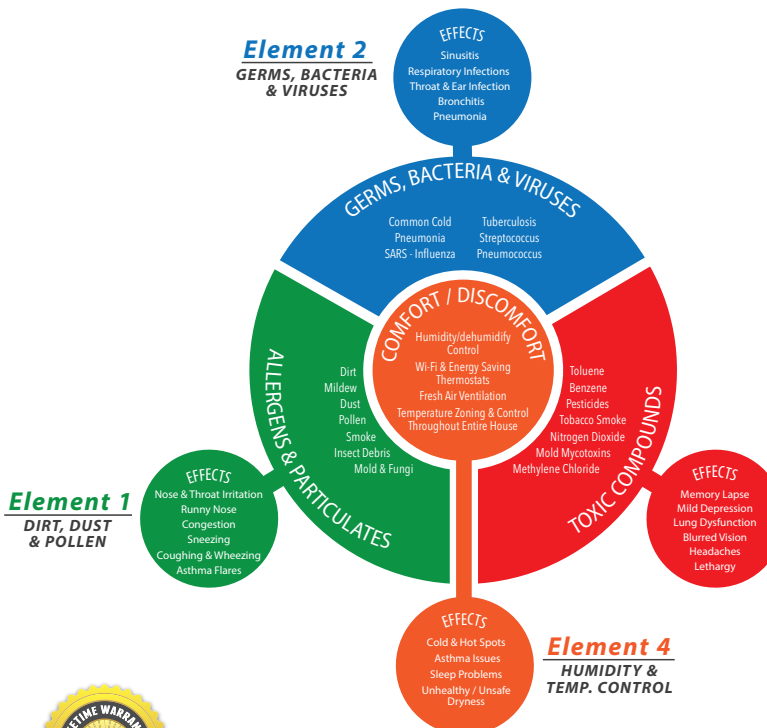 Element 2
GERMS, BACTERIA
& VIRUSES
EFFECTS
Sinusitis
Respiratory Infections
Throat & Ear Infection
Bronchitis
Pneumonia
GERMS, BACTERIA & VIRUSES
Common Cold
Pneumonia
SARS - Influenza
Tuberculosis
Streptococcus
Pneumococcus
COMFORT / DISCOMFORT
Humidity/dehumidify
Control
Wi-Fi & Energy Saving
Thermostats
Fresh Air Ventilation
Temperature Zoning & Control
Throughout Entire House
ALLERGENS & PARTICULATES
Dirt
Mildew
Dust
Pollen
Smoke
Insect Debris
Mold & Fungi
TOXIC COMPOUNDS
Toluene
Benzene
Pesticides
Tobacco Smoke
Nitrogen Dioxide
Mold Mycotoxins
Methylene Chloride
Element 1
DIRT, DUST
& POLLEN
EFFECTS
Nose & Throat Irritation
Runny Nose
Congestion
Sneezing
Coughing & Wheezing
Asthma Flares
EFFECTS
Memory Lapse
Mild Depression
Lung Dysfunction
Blurred Vision
Headaches
Lethargy
EFFECTS
Cold & Hot Spots
Asthma Issues
Sleep Problems
Unhealthy / Unsafe
Dryness
Element 4
HUMIDITY &
TEMP. CONTROL